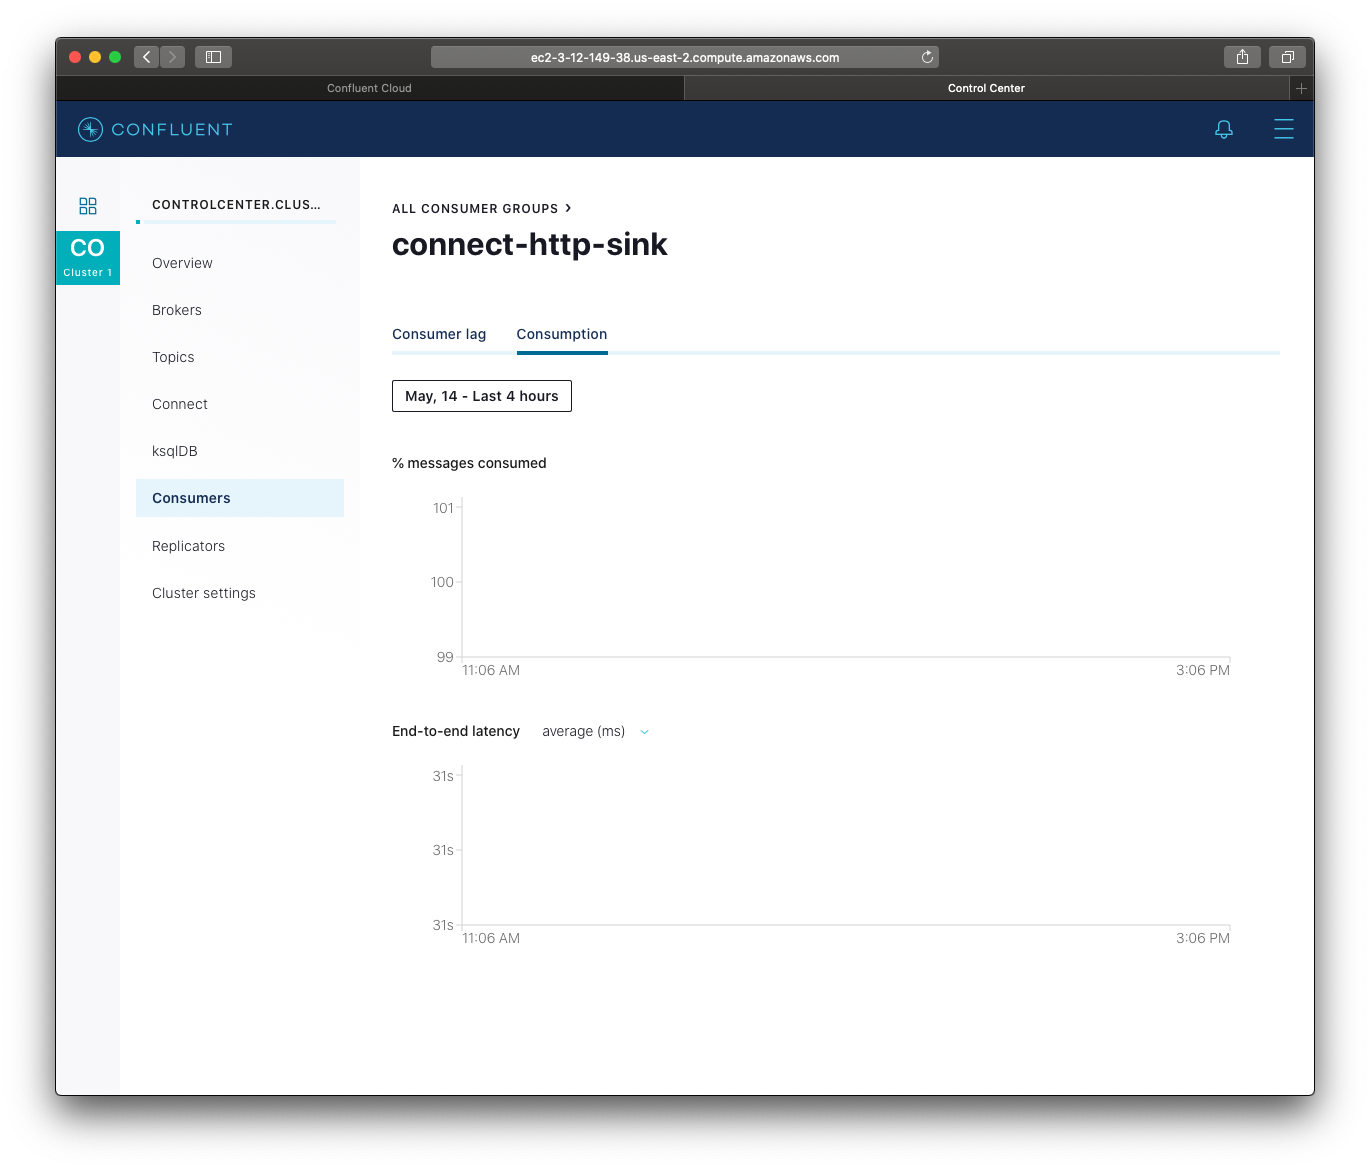 ec2-3-12-149-38.us-east-2.compute.amazonaws.com
Confluent Cloud
Control Center
CONFLUENT
CO
Cluster 1
CONTROLCENTER.CLUS...
Overview
Brokers
Topics
Connect
ksqlDB
Consumers
Replicators
Cluster settings
ALL CONSUMER GROUPS >
connect-http-sink
Consumer lag
Consumption
May, 14 - Last 4 hours
% messages consumed
101
100
99
11:06 AM
3:06 PM
End-to-end latency
average (ms)
31s
31s
31s
11:06 AM
3:06 PM